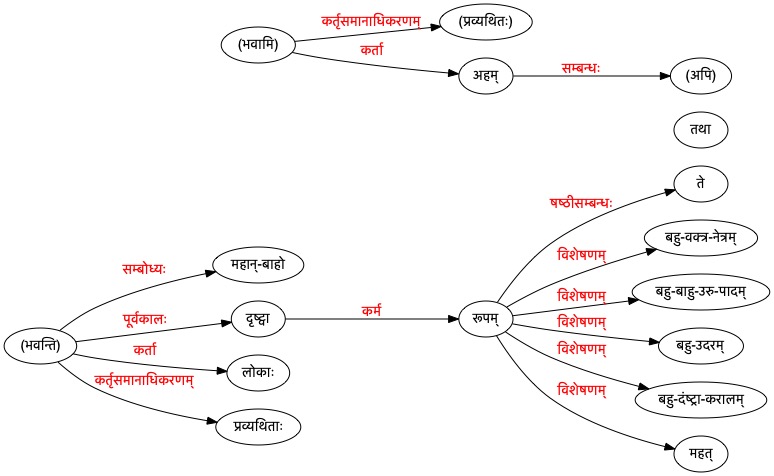 कर्तृसमानाधिकरणम्
(प्रव्यथितः)
(भवामि)
कर्ता
अहम्
सम्बन्धः
(अपि)
तथा
ते
षष्ठीसम्बन्धः
बहु-वक्त्र-नेत्रम्
विशेषणम्
महान्-बाहो
सम्बोध्यः
बहु-बाहु-उरु-पादम्
विशेषणम्
पूर्वकालः
दृष्ट्वा
कर्म
रूपम्
विशेषणम्
(भवन्ति)
बहु-उदरम्
कर्ता
विशेषणम्
लोकाः
कर्तृसमानाधिकरणम्
विशेषणम्
बहु-दंष्ट्रा-करालम्
प्रव्यथिताः
महत्